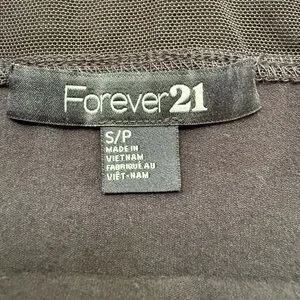 Forever21
S/P
MADE IN
VIETNAM
FABRIQUÉ AU
VIÊT-NAM